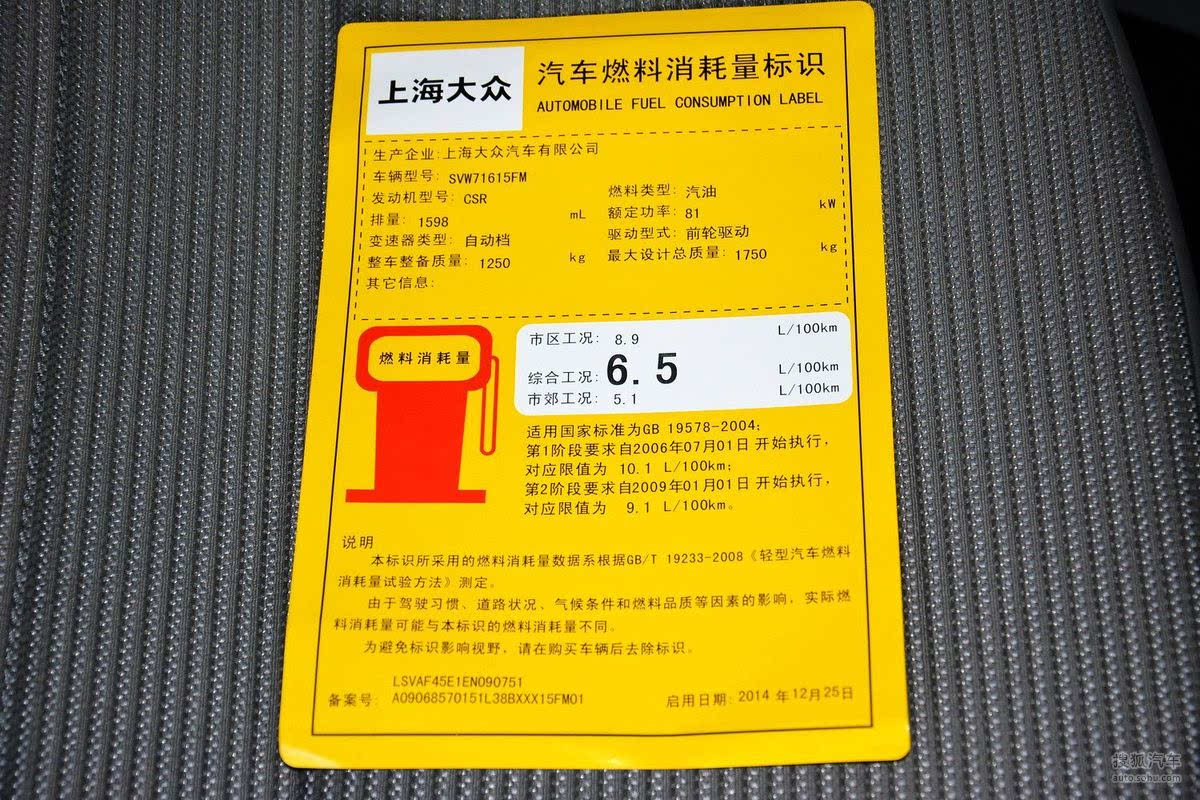 上海大众
汽车燃料消耗量标识
AUTOMOBILE FUEL CONSUMPTION LABEL
生产企业:上海大众汽车有限公司
车辆型号: SVW71615FM
发动机型号: CSR 燃料类型: 汽油
排量: 1598 mL 额定功率: 81 kW
变速器类型: 自动档 驱动型式: 前轮驱动
整车整备质量: 1250 kg 最大设计总质量: 1750 kg
其它信息:
燃料消耗量
市区工况: 8.9 L/100km
综合工况: 6.5 L/100km
市郊工况: 5.1 L/100km
适用国家标准为GB 19578-2004;
第1阶段要求自2006年07月01日 开始执行,
对应限值为 10.1 L/100km;
第2阶段要求自2009年01月01日 开始执行,
对应限值为 9.1 L/100km。
说明
本标识所采用的燃料消耗量数据系根据GB/T 19233-2008《轻型汽车燃料
消耗量试验方法》测定。
由于驾驶习惯、道路状况、气候条件和燃料品质等因素的影响, 实际燃
料消耗量可能与本标识的燃料消耗量不同。
为避免标识影响视野, 请在购买车辆后去除标识。
LSVAF45E1EN090751
备案号: A09068570151L38BXXX15FM01 启用日期: 2014 年12月25日
搜狐汽车
auto.sohu.com